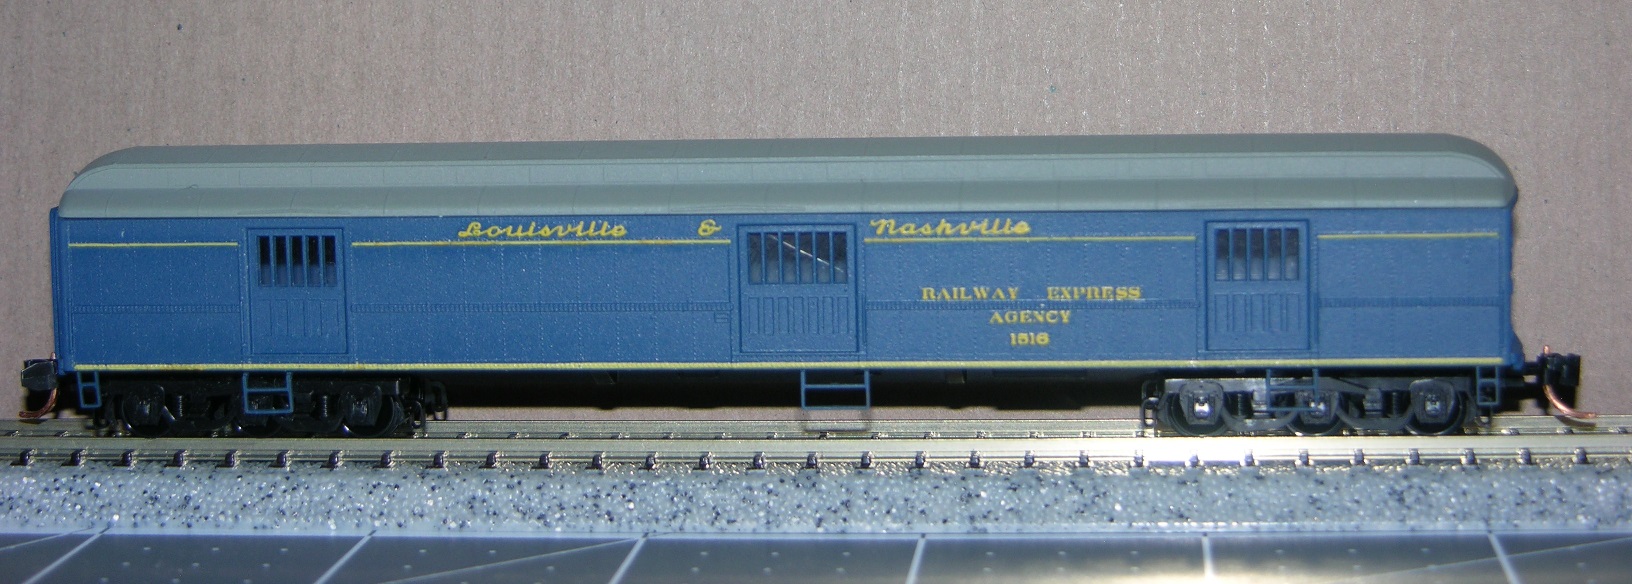 Louisville & Nashville
RAILWAY EXPRESS
AGENCY
1516